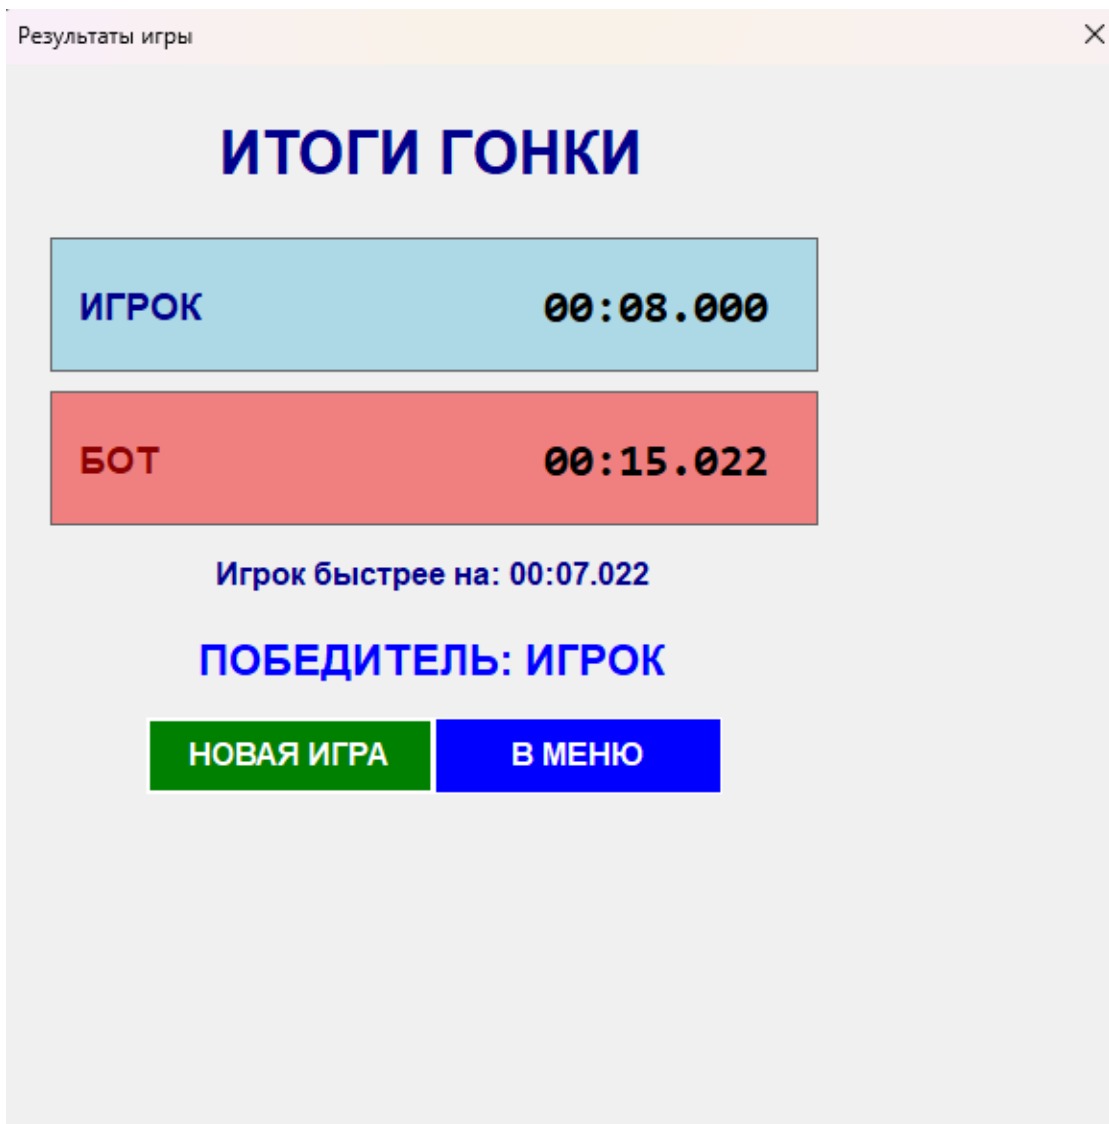 Результаты игры
ИТОГИ ГОНКИ
ИГРОК 00:08.000
БОТ 00:15.022
Игрок быстрее на: 00:07.022
ПОБЕДИТЕЛЬ: ИГРОК
НОВАЯ ИГРА В МЕНЮ